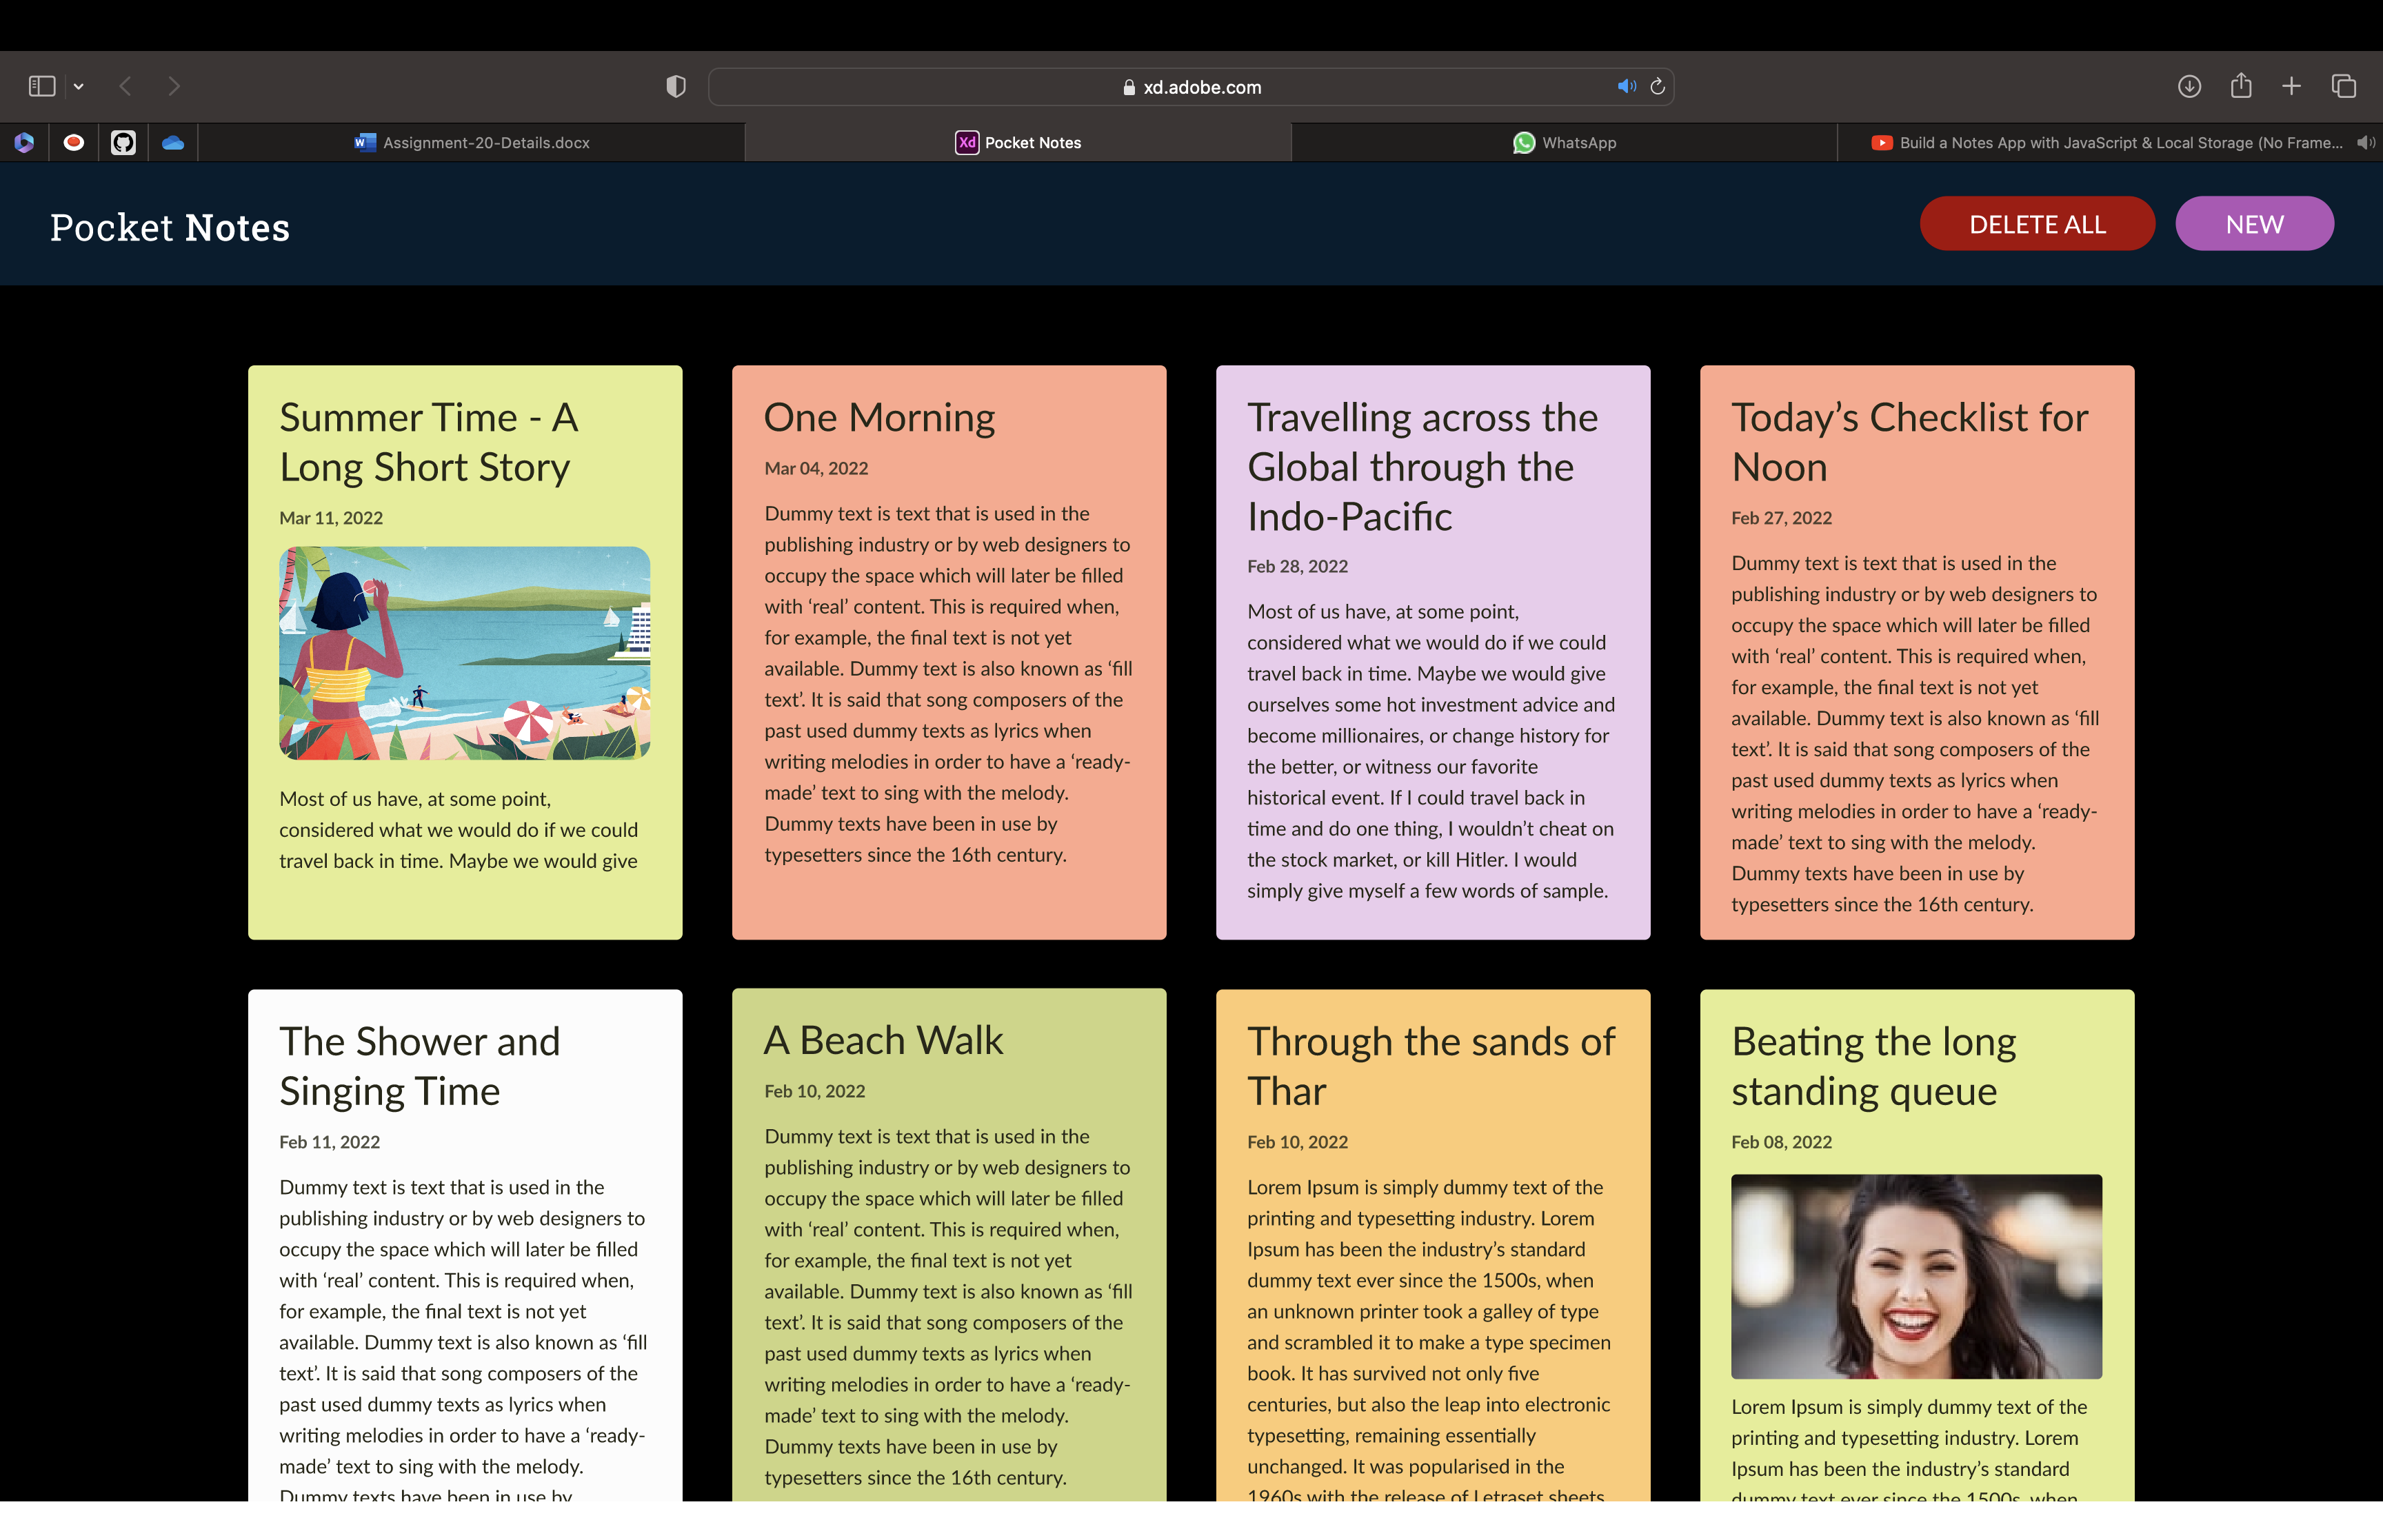 xd.adobe.com
Assignment-20-Details.docx
Xd Pocket Notes
WhatsApp
Build a Notes App with JavaScript & Local Storage (No Frame...
Pocket Notes
DELETE ALL
NEW
Summer Time - A
Long Short Story
Mar 11, 2022
Most of us have, at some point,
considered what we would do if we could
travel back in time. Maybe we would give
One Morning
Mar 04, 2022
Dummy text is text that is used in the
publishing industry or by web designers to
occupy the space which will later be filled
with ‘real’ content. This is required when,
for example, the final text is not yet
available. Dummy text is also known as ‘fill
text’. It is said that song composers of the
past used dummy texts as lyrics when
writing melodies in order to have a ‘ready-
made’ text to sing with the melody.
Dummy texts have been in use by
typesetters since the 16th century.
Travelling across the
Global through the
Indo-Pacific
Feb 28, 2022
Most of us have, at some point,
considered what we would do if we could
travel back in time. Maybe we would give
ourselves some hot investment advice and
become millionaires, or change history for
the better, or witness our favorite
historical event. If I could travel back in
time and do one thing, I wouldn’t cheat on
the stock market, or kill Hitler. I would
simply give myself a few words of sample.
Today’s Checklist for
Noon
Feb 27, 2022
Dummy text is text that is used in the
publishing industry or by web designers to
occupy the space which will later be filled
with ‘real’ content. This is required when,
for example, the final text is not yet
available. Dummy text is also known as ‘fill
text’. It is said that song composers of the
past used dummy texts as lyrics when
writing melodies in order to have a ‘ready-
made’ text to sing with the melody.
Dummy texts have been in use by
typesetters since the 16th century.
The Shower and
Singing Time
Feb 11, 2022
Dummy text is text that is used in the
publishing industry or by web designers to
occupy the space which will later be filled
with ‘real’ content. This is required when,
for example, the final text is not yet
available. Dummy text is also known as ‘fill
text’. It is said that song composers of the
past used dummy texts as lyrics when
writing melodies in order to have a ‘ready-
made’ text to sing with the melody.
Dummy texts have been in use by
A Beach Walk
Feb 10, 2022
Dummy text is text that is used in the
publishing industry or by web designers to
occupy the space which will later be filled
with ‘real’ content. This is required when,
for example, the final text is not yet
available. Dummy text is also known as ‘fill
text’. It is said that song composers of the
past used dummy texts as lyrics when
writing melodies in order to have a ‘ready-
made’ text to sing with the melody.
Dummy texts have been in use by
typesetters since the 16th century.
Through the sands of
Thar
Feb 10, 2022
Lorem Ipsum is simply dummy text of the
printing and typesetting industry. Lorem
Ipsum has been the industry’s standard
dummy text ever since the 1500s, when
an unknown printer took a galley of type
and scrambled it to make a type specimen
book. It has survived not only five
centuries, but also the leap into electronic
typesetting, remaining essentially
unchanged. It was popularised in the
1960s with the release of Letraset sheets
Beating the long
standing queue
Feb 08, 2022
Lorem Ipsum is simply dummy text of the
printing and typesetting industry. Lorem
Ipsum has been the industry’s standard
dummy text ever since the 1500s, when